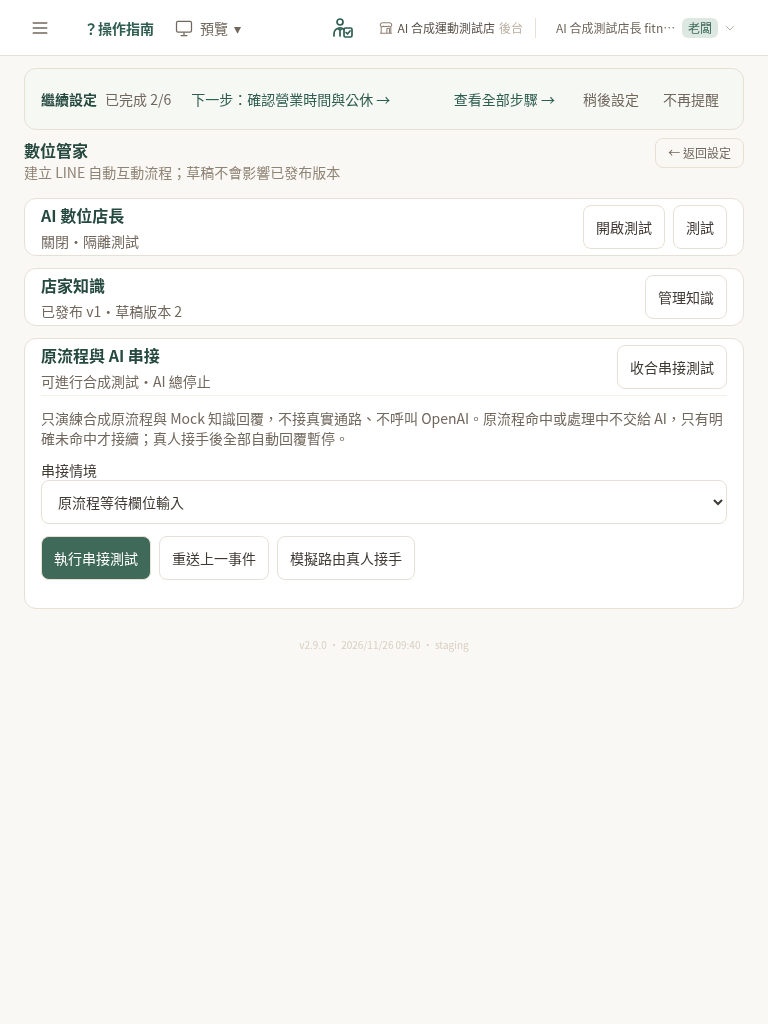 ？操作指南 預覽 ▾ AI 合成運動測試店 後台 AI 合成測試店長 fitn… 老闆
繼續設定 已完成 2/6 下一步：確認營業時間與公休 → 查看全部步驟 → 稍後設定 不再提醒
數位管家
建立 LINE 自動互動流程；草稿不會影響已發布版本
← 返回設定
AI 數位店長
關閉・隔離測試
開啟測試 測試
店家知識
已發布 v1・草稿版本 2
管理知識
原流程與 AI 串接
可進行合成測試・AI 總停止
收合串接測試
只演練合成原流程與 Mock 知識回覆，不接真實通路、不呼叫 OpenAI。原流程命中或處理中不交給 AI，只有明
確未命中才接續；真人接手後全部自動回覆暫停。
串接情境
原流程等待欄位輸入
執行串接測試 重送上一事件 模擬路由真人接手
v2.9.0 ・ 2026/11/26 09:40 ・ staging